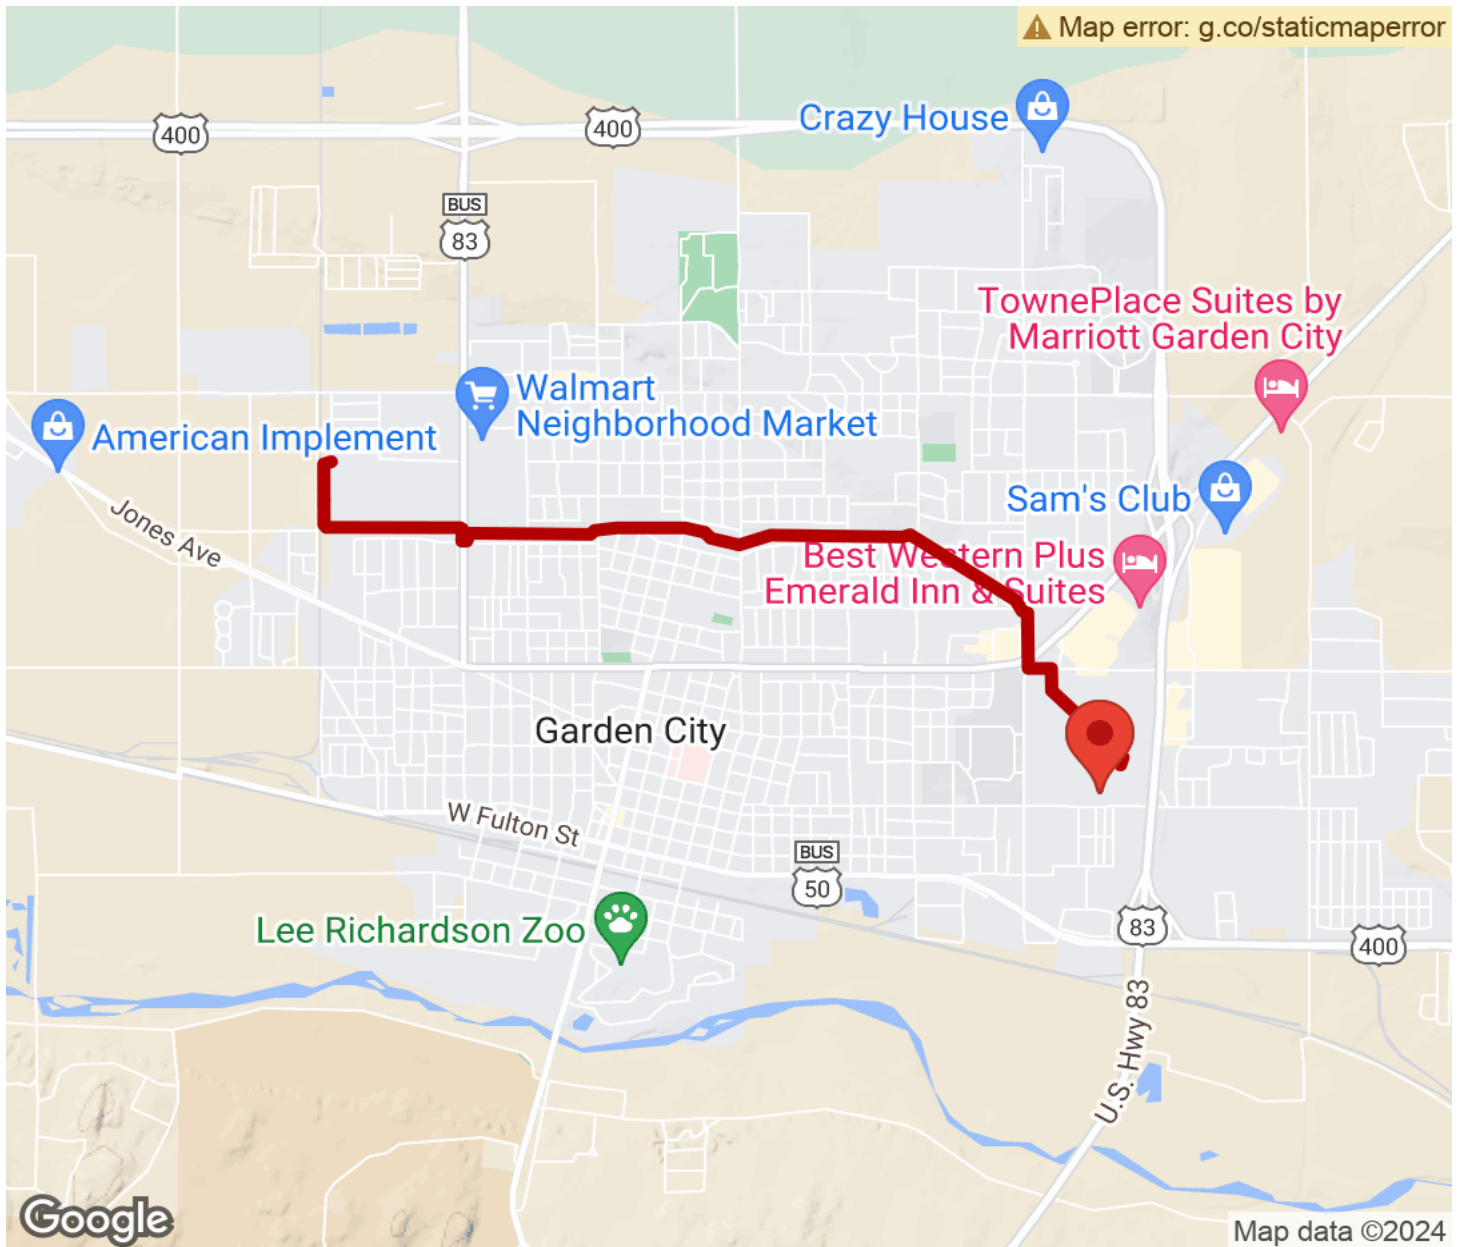 Map error: g.co/staticmaperror
Crazy House
400
400
BUS
83
TownePlace Suites by
Marriott Garden City
Walmart
Neighborhood Market
American Implement
Sam's Club
Jones Ave
Best Western Plus
Emerald Inn & Suites
Garden City
W Fulton St
BUS
50
Lee Richardson Zoo
83
400
U.S. Hwy 83
Google
Map data ©2024